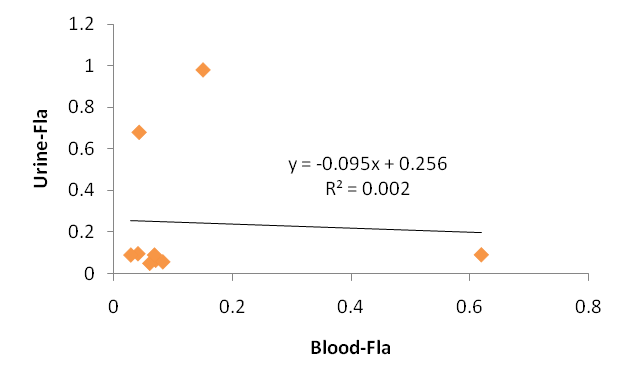 1.2
1
0.8
0.6
0.4
0.2
0
Urine-Fla
y = -0.095x + 0.256
R² = 0.002
0 0.2 0.4 0.6 0.8
Blood-Fla